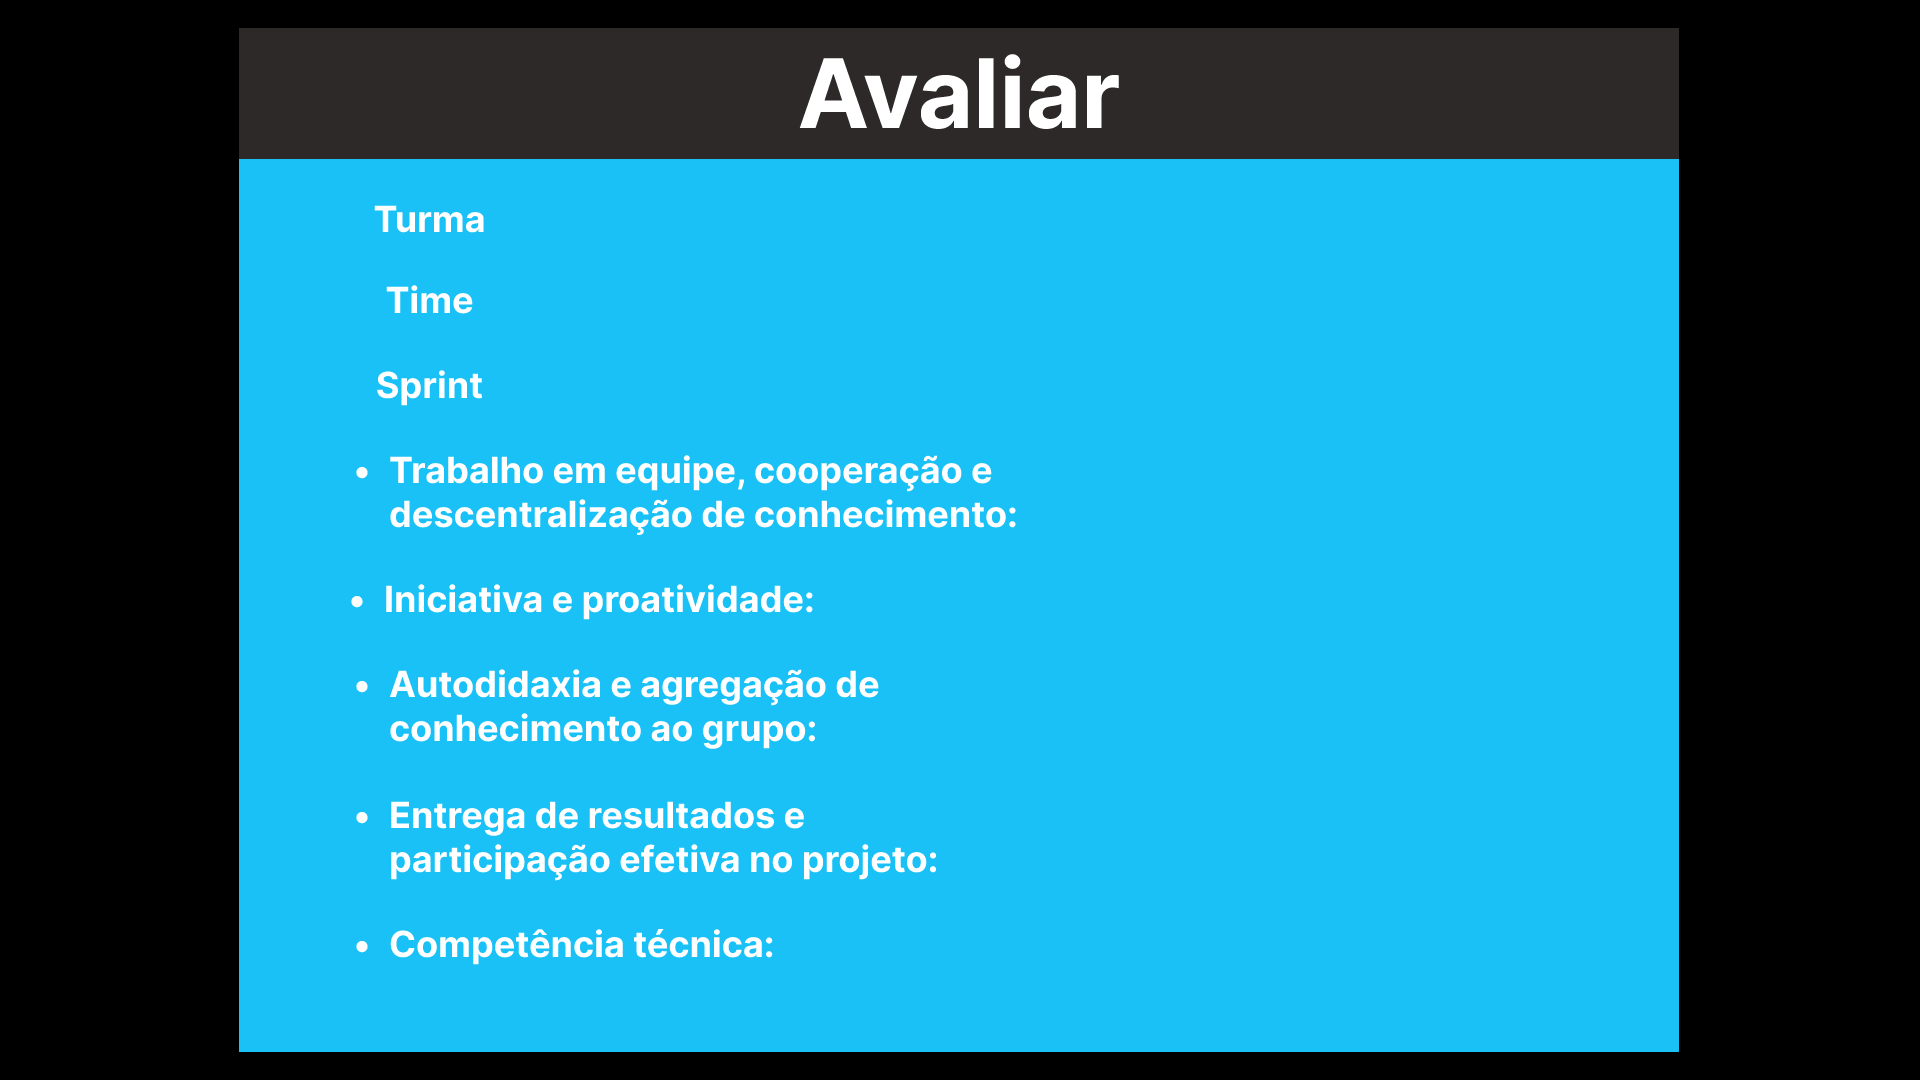 Avaliar
Turma
Time
Sprint
• Trabalho em equipe, cooperação e
descentralização de conhecimento:
• Iniciativa e proatividade:
• Autodidaxia e agregação de
conhecimento ao grupo:
• Entrega de resultados e
participação efetiva no projeto:
• Competência técnica: